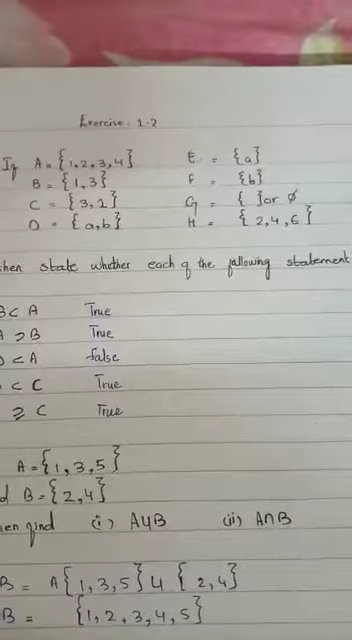 Exercise: 1.2
If A = {1,2,3,4} E = {a}
B = {1,3} F = {b}
C = {3,1} G = { } or ∅
D = {a,b} H = {2,4,6}
hen state whether each of the following statement
B < A True
A ⊃ B True
D < A false
< C True
⊇ C True
A = {1,3,5}
d B = {2,4}
hen find (i) A∪B (ii) A∩B
B = A{1,3,5} ∪ {2,4}
B = {1,2,3,4,5}